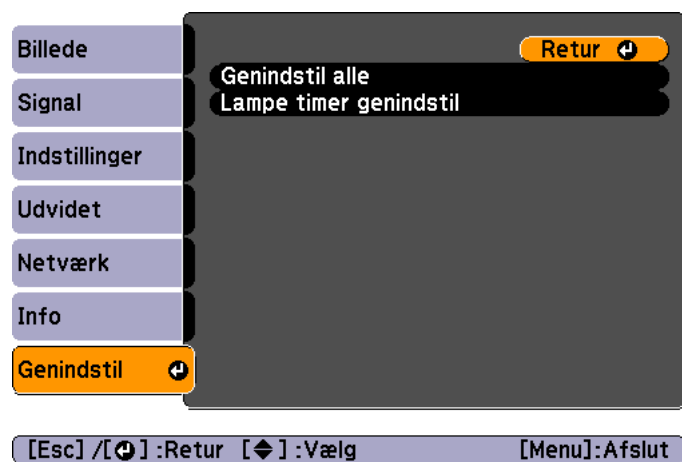 Billede
Signal
Indstillinger
Udvidet
Netværk
Info
Genindstil
Retur
Genindstil alle
Lampe timer genindstil
[Esc] /[⏎] :Retur [◆] :Vælg [Menu]:Afslut